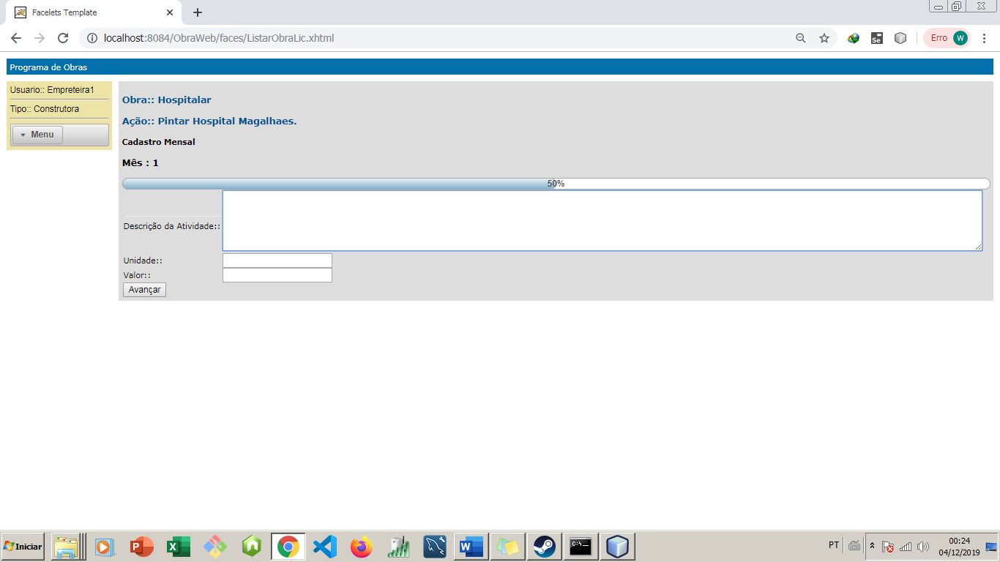 Facelets Template
localhost:8084/ObraWeb/faces/ListarObraLic.xhtml
Se
Erro W
Programa de Obras
Usuario:: Empreteira1
Tipo:: Construtora
Menu
Obra:: Hospitalar
Ação:: Pintar Hospital Magalhaes.
Cadastro Mensal
Mês : 1
50%
Descrição da Atividade::
Unidade::
Valor::
Avançar
Iniciar
PT
00:24
04/12/2019